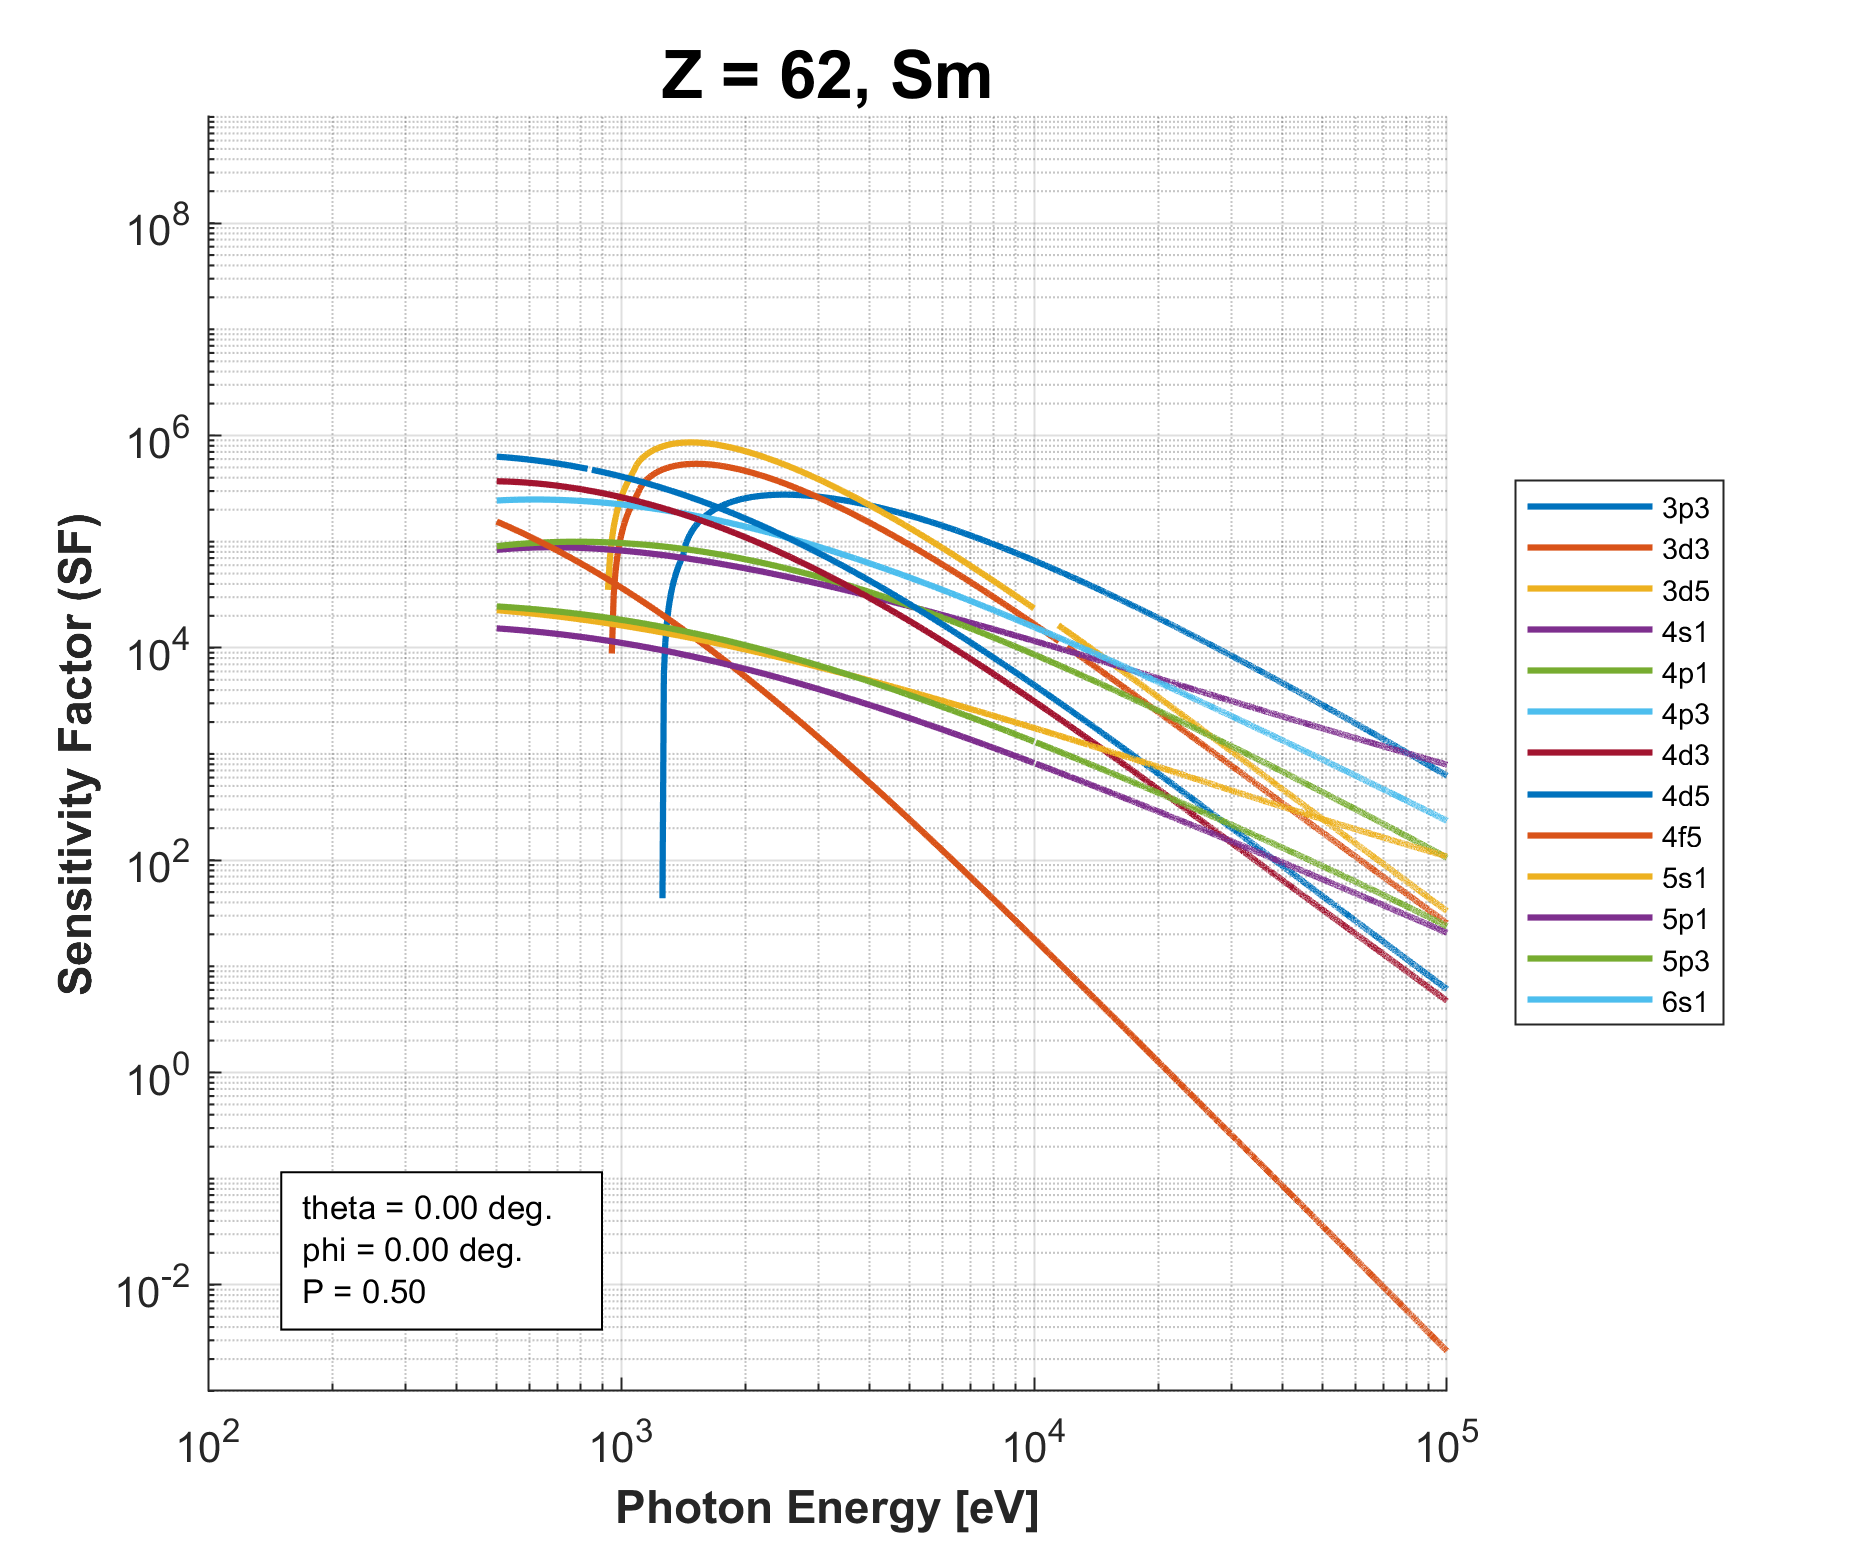 Z = 62, Sm
Sensitivity Factor (SF)
10^8
10^6
10^4
10^2
10^0
10^-2
theta = 0.00 deg.
phi = 0.00 deg.
P = 0.50
10^2 10^3 10^4 10^5
Photon Energy [eV]
3p3
3d3
3d5
4s1
4p1
4p3
4d3
4d5
4f5
5s1
5p1
5p3
6s1